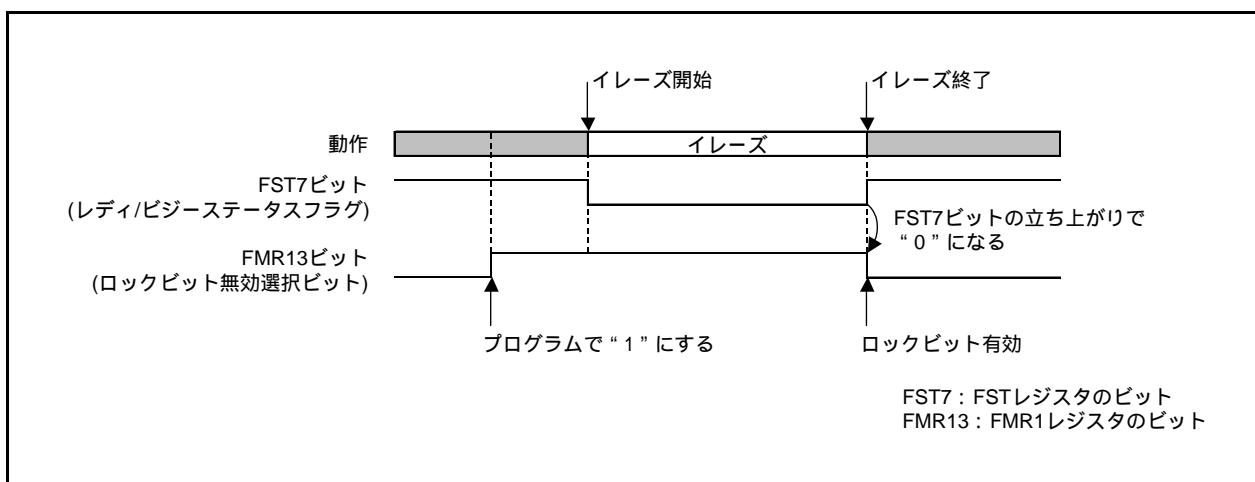 イレーズ開始
イレーズ終了
動作
イレーズ
FST7ビット
(レディ/ビジーステータスフラグ)
FST7ビットの立ち上がりで
“0”になる
FMR13ビット
(ロックビット無効選択ビット)
プログラムで“1”にする
ロックビット有効
FST7：FSTレジスタのビット
FMR13：FMR1レジスタのビット